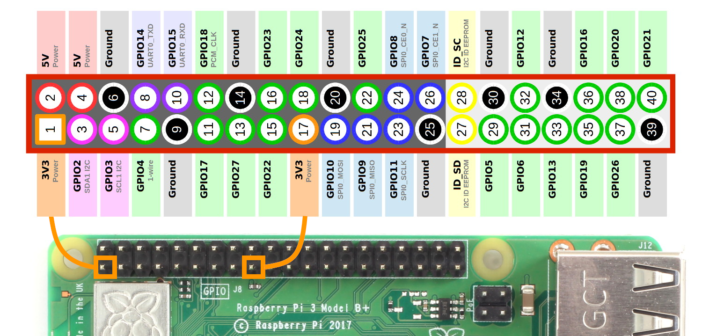 5V Power
5V Power
Ground
GPIO14 UART0_TXD
GPIO15 UART0_RXD
GPIO18 PCM_CLK
Ground
GPIO23
GPIO24
Ground
GPIO25
GPIO8 SPI0_CE0_N
GPIO7 SPI0_CE1_N
ID_SC I2C ID EEPROM
Ground
GPIO12
Ground
GPIO16
GPIO20
GPIO21
2 4 6 8 10 12 14 16 18 20 22 24 26 28 30 32 34 36 38 40
1 3 5 7 9 11 13 15 17 19 21 23 25 27 29 31 33 35 37 39
3V3 Power
GPIO2 SDA1 I2C
GPIO3 SCL1 I2C
GPIO4 1-wire
Ground
GPIO17
GPIO27
GPIO22
3V3 Power
GPIO10 SPI0_MOSI
GPIO9 SPI0_MISO
GPIO11 SPI0_SCLK
Ground
ID_SD I2C ID EEPROM
GPIO5
GPIO6
GPIO13
GPIO19
GPIO26
Ground
J12
in the UK
GPIO J8
PoE
Raspberry Pi 3 Model B+
© Raspberry Pi 2017
GCT